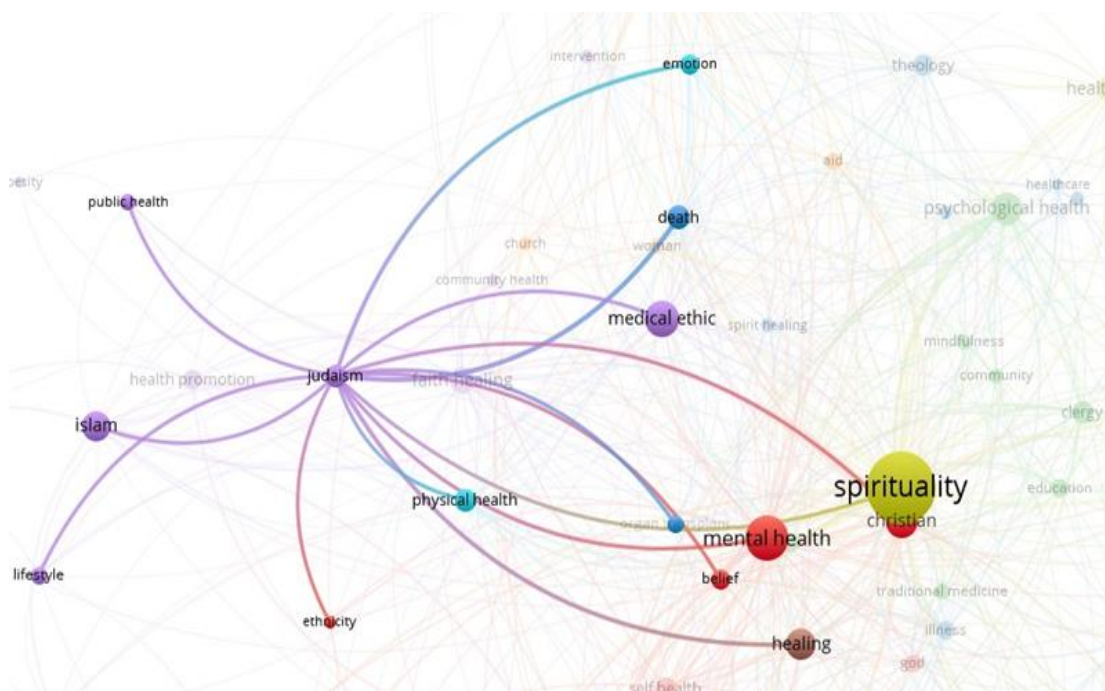 intervention
emotion
theology
healt
aid
besity
public health
healthcare
psychological health
death
church
woman
community health
medical ethic
spirit healing
mindfulness
judaism
health promotion
faith healing
community
clergy
islam
spirituality
education
physical health
christian
organ transplant
mental health
lifestyle
belief
traditional medicine
ethnicity
illness
healing
god
self health